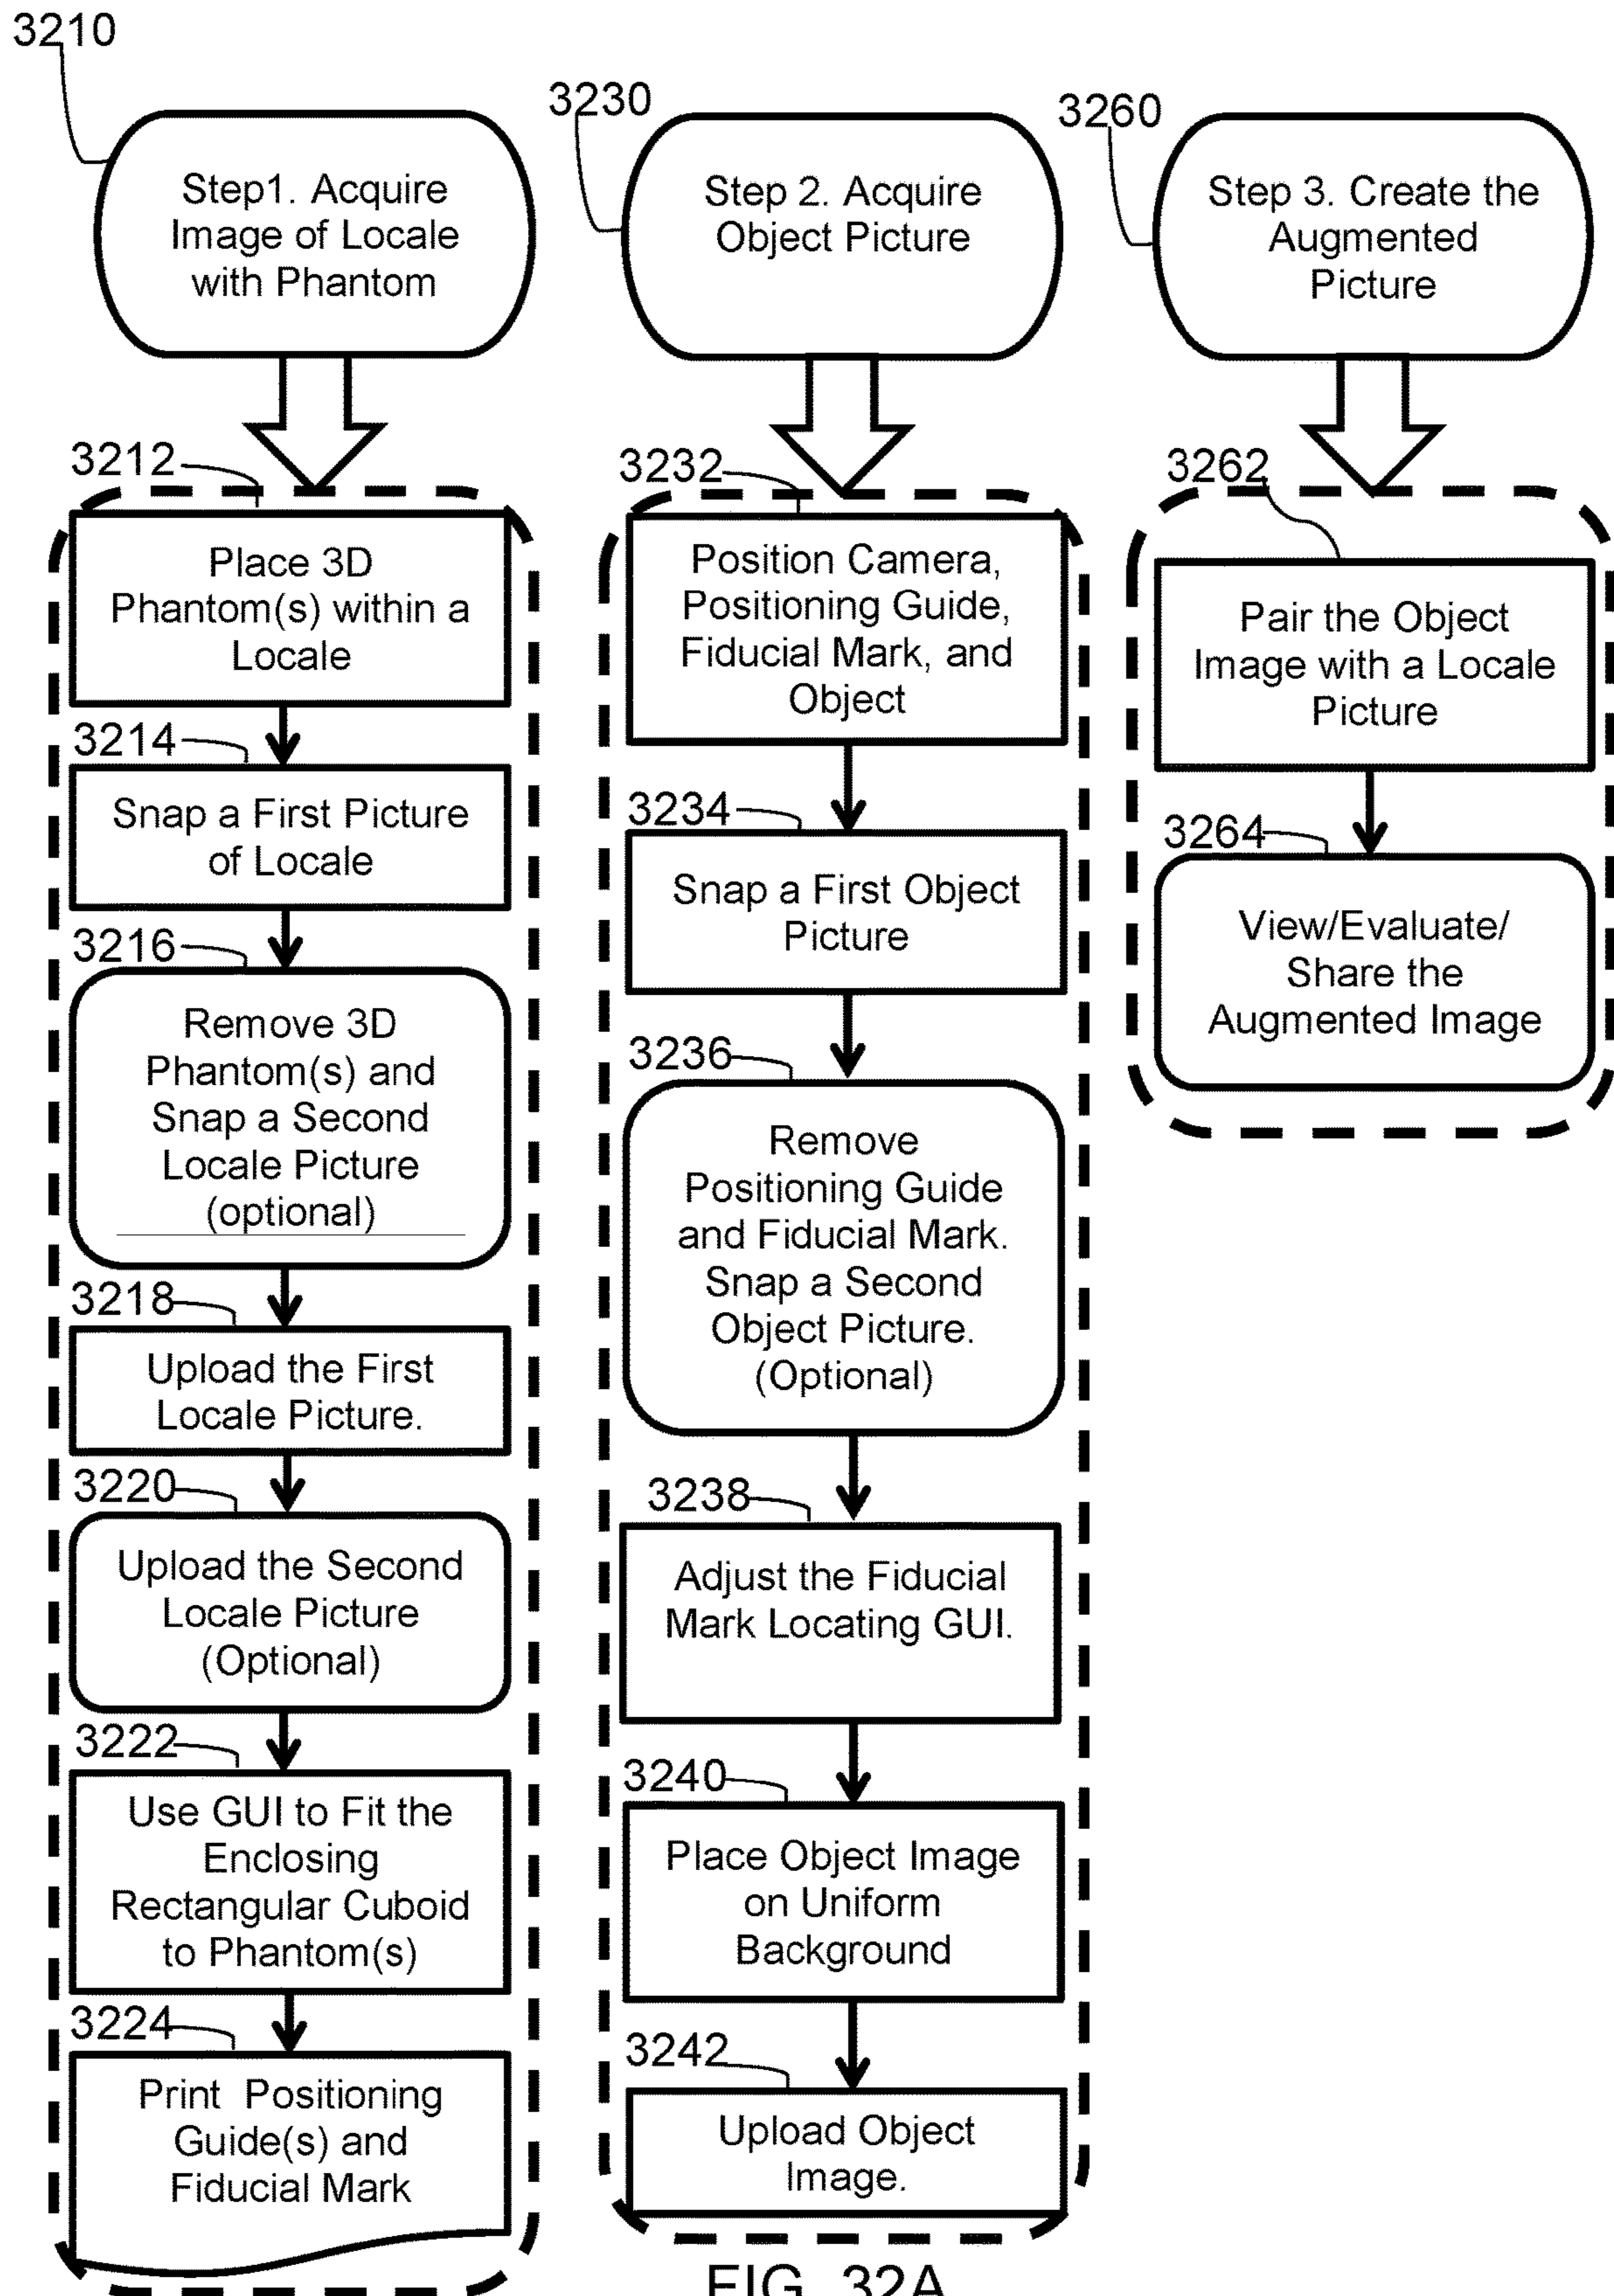 3210
Step1. Acquire
Image of Locale
with Phantom
3212
Place 3D
Phantom(s) within a
Locale
3214
Snap a First Picture
of Locale
3216
Remove 3D
Phantom(s) and
Snap a Second
Locale Picture
(optional)
3218
Upload the First
Locale Picture.
3220
Upload the Second
Locale Picture
(Optional)
3222
Use GUI to Fit the
Enclosing
Rectangular Cuboid
to Phantom(s)
3224
Print Positioning
Guide(s) and
Fiducial Mark
3230
Step 2. Acquire
Object Picture
3232
Position Camera,
Positioning Guide,
Fiducial Mark, and
Object
3234
Snap a First Object
Picture
3236
Remove
Positioning Guide
and Fiducial Mark.
Snap a Second
Object Picture.
(Optional)
3238
Adjust the Fiducial
Mark Locating GUI.
3240
Place Object Image
on Uniform
Background
3242
Upload Object
Image.
3260
Step 3. Create the
Augmented
Picture
3262
Pair the Object
Image with a Locale
Picture
3264
View/Evaluate/
Share the
Augmented Image
FIG. 32A